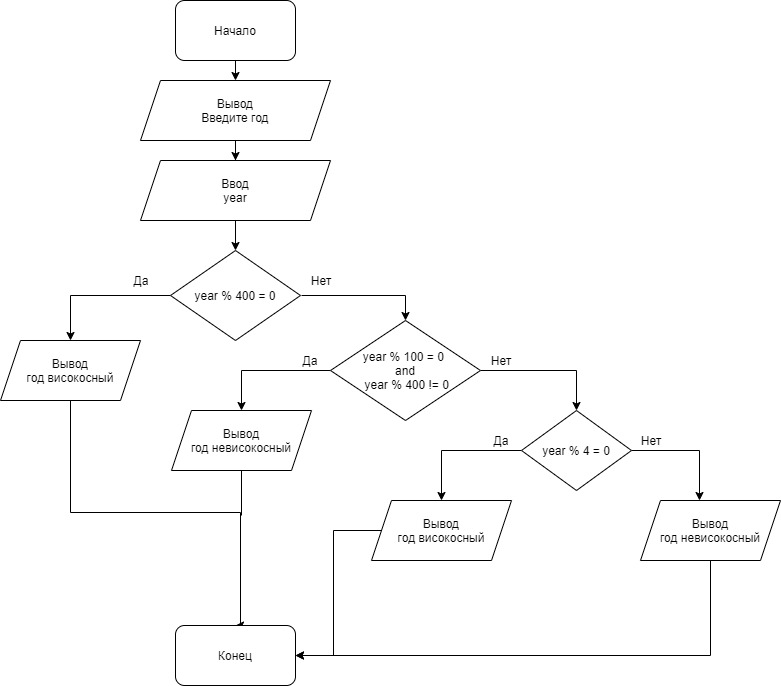 Начало
Вывод
Введите год
Ввод
year
Да
Нет
year % 400 = 0
Вывод
год високосный
Да
Нет
year % 100 = 0
and
year % 400 != 0
Вывод
год невисокосный
Да
Нет
year % 4 = 0
Вывод
год високосный
Вывод
год невисокосный
Конец